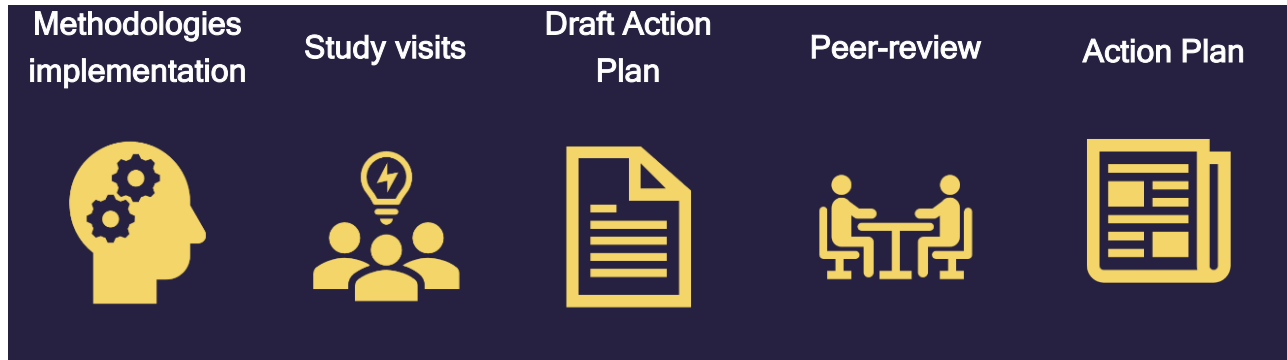 Methodologies
implementation
Study visits
Draft Action
Plan
Peer-review
Action Plan